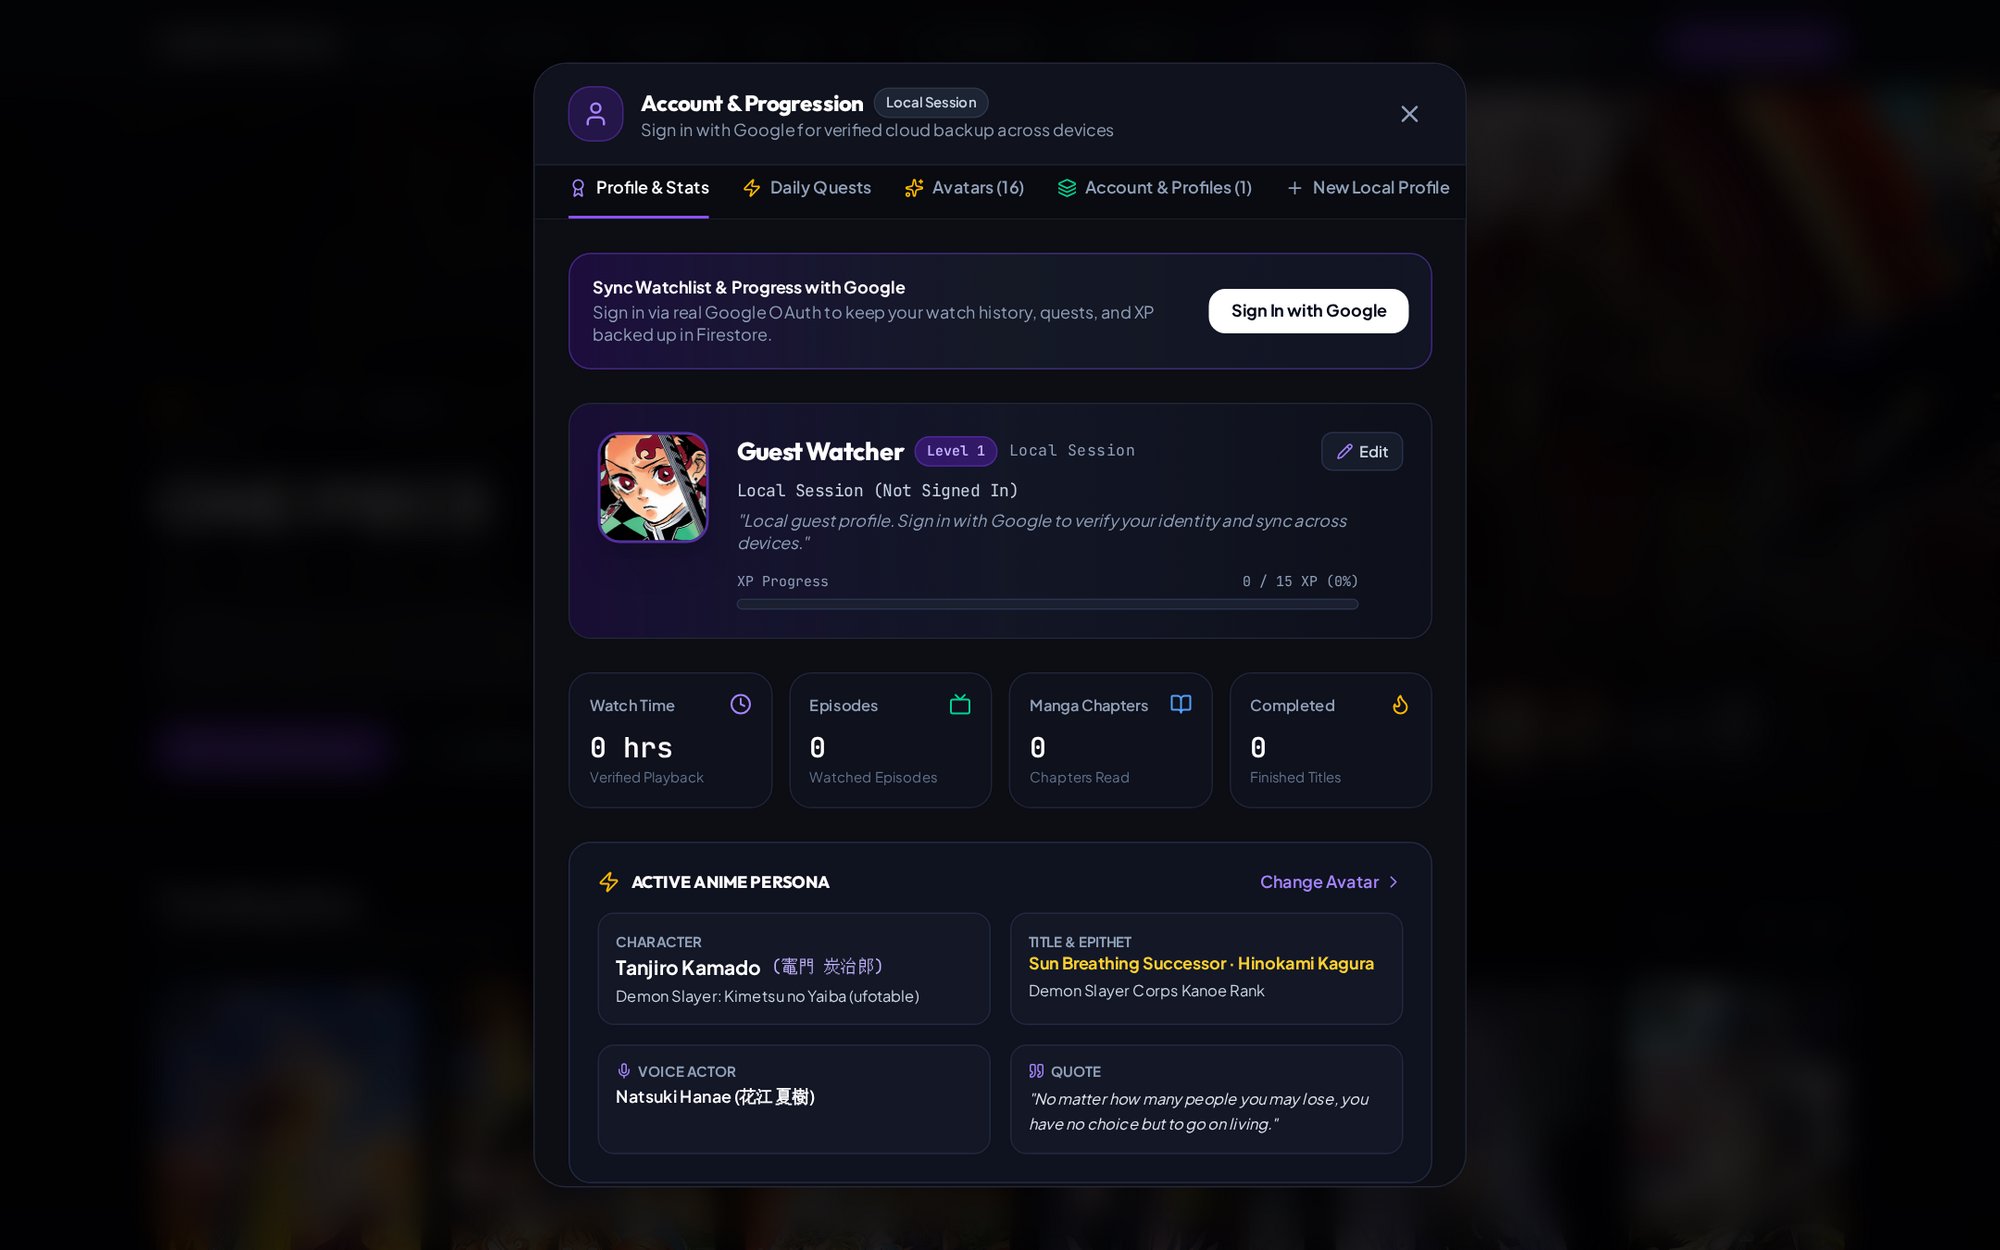 Account & Progression Local Session
Sign in with Google for verified cloud backup across devices
Profile & Stats Daily Quests Avatars (16) Account & Profiles (1) New Local Profile
Sync Watchlist & Progress with Google
Sign in via real Google OAuth to keep your watch history, quests, and XP
backed up in Firestore.
Sign In with Google
Guest Watcher Level 1 Local Session
Edit
Local Session (Not Signed In)
"Local guest profile. Sign in with Google to verify your identity and sync across
devices."
XP Progress 0 / 15 XP (0%)
Watch Time
0 hrs
Verified Playback
Episodes
0
Watched Episodes
Manga Chapters
0
Chapters Read
Completed
0
Finished Titles
ACTIVE ANIME PERSONA
Change Avatar
CHARACTER
Tanjiro Kamado (竈門 炭治郎)
Demon Slayer: Kimetsu no Yaiba (ufotable)
TITLE & EPITHET
Sun Breathing Successor · Hinokami Kagura
Demon Slayer Corps Kanoe Rank
VOICE ACTOR
Natsuki Hanae (花江 夏樹)
QUOTE
"No matter how many people you may lose, you
have no choice but to go on living."